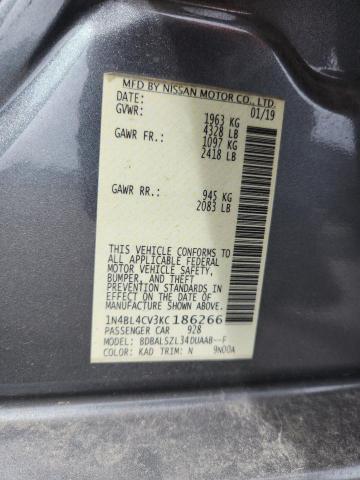 MFD BY NISSAN MOTOR CO., LTD.
DATE: 01/19
GVWR: 1963 KG
4328 LB
GAWR FR.: 1097 KG
2418 LB
GAWR RR.: 945 KG
2083 LB
THIS VEHICLE CONFORMS TO
ALL APPLICABLE FEDERAL
MOTOR VEHICLE SAFETY,
BUMPER, AND THEFT
PREVENTION STANDARDS IN
EFFECT ON THE DATE OF
MANUFACTURE SHOWN ABOVE.
1N4BL4CV3KC186266
PASSENGER CAR 928
MODEL: BDBALSZL34DUAAB--F
COLOR: KAD TRIM: N 9N00A